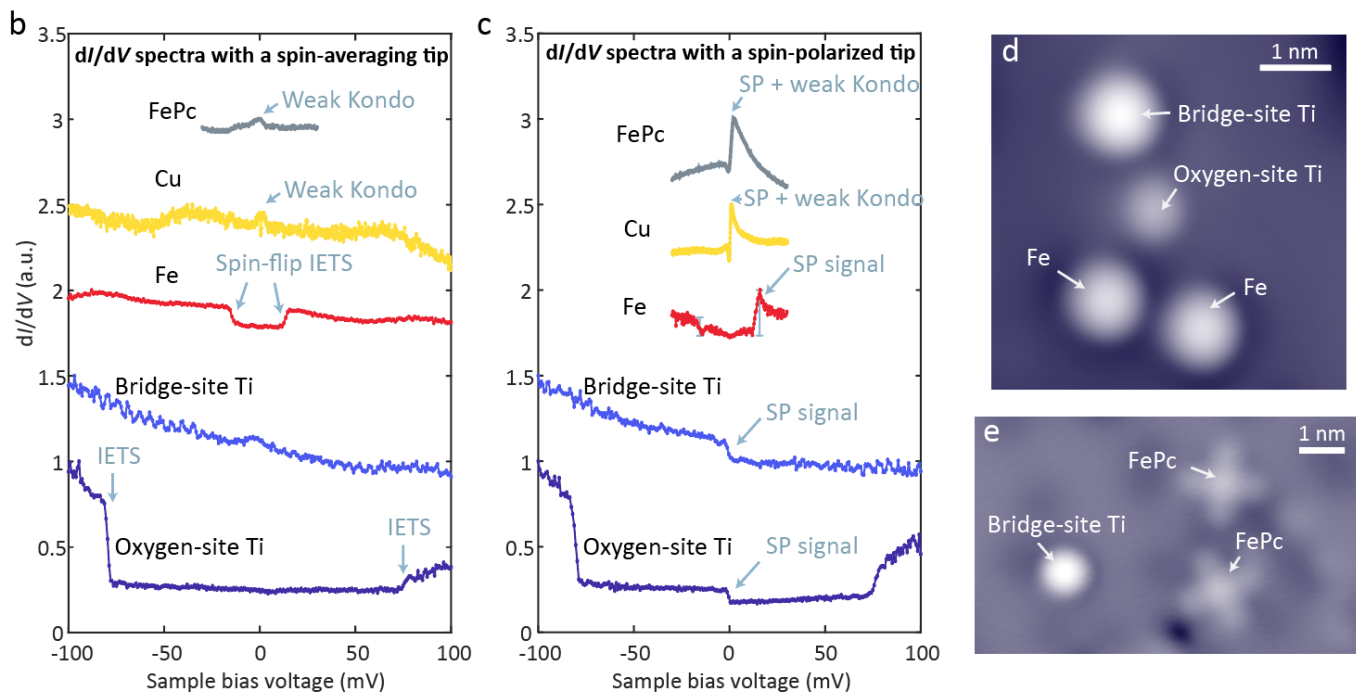 b
dI/dV spectra with a spin-averaging tip
3.5
3
2.5
2
1.5
1
0.5
0
dI/dV (a.u.)
FePc
Weak Kondo
Cu
Weak Kondo
Spin-flip IETS
Fe
Bridge-site Ti
IETS
IETS
Oxygen-site Ti
-100
-50
0
50
100
Sample bias voltage (mV)
c
dI/dV spectra with a spin-polarized tip
3.5
3
2.5
2
1.5
1
0.5
0
SP + weak Kondo
FePc
SP + weak Kondo
Cu
SP signal
Fe
Bridge-site Ti
SP signal
Oxygen-site Ti
SP signal
-100
-50
0
50
100
Sample bias voltage (mV)
d
1 nm
Bridge-site Ti
Oxygen-site Ti
Fe
Fe
e
1 nm
FePc
Bridge-site Ti
FePc